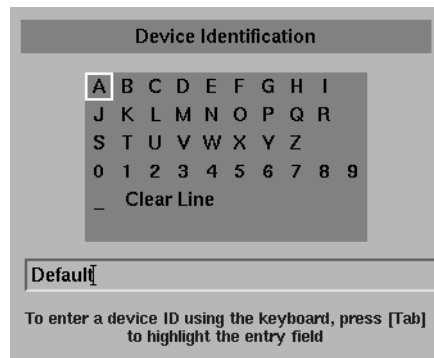 Device Identification
A B C D E F G H I
J K L M N O P Q R
S T U V W X Y Z
0 1 2 3 4 5 6 7 8 9
_ Clear Line
Default
To enter a device ID using the keyboard, press [Tab]
to highlight the entry field